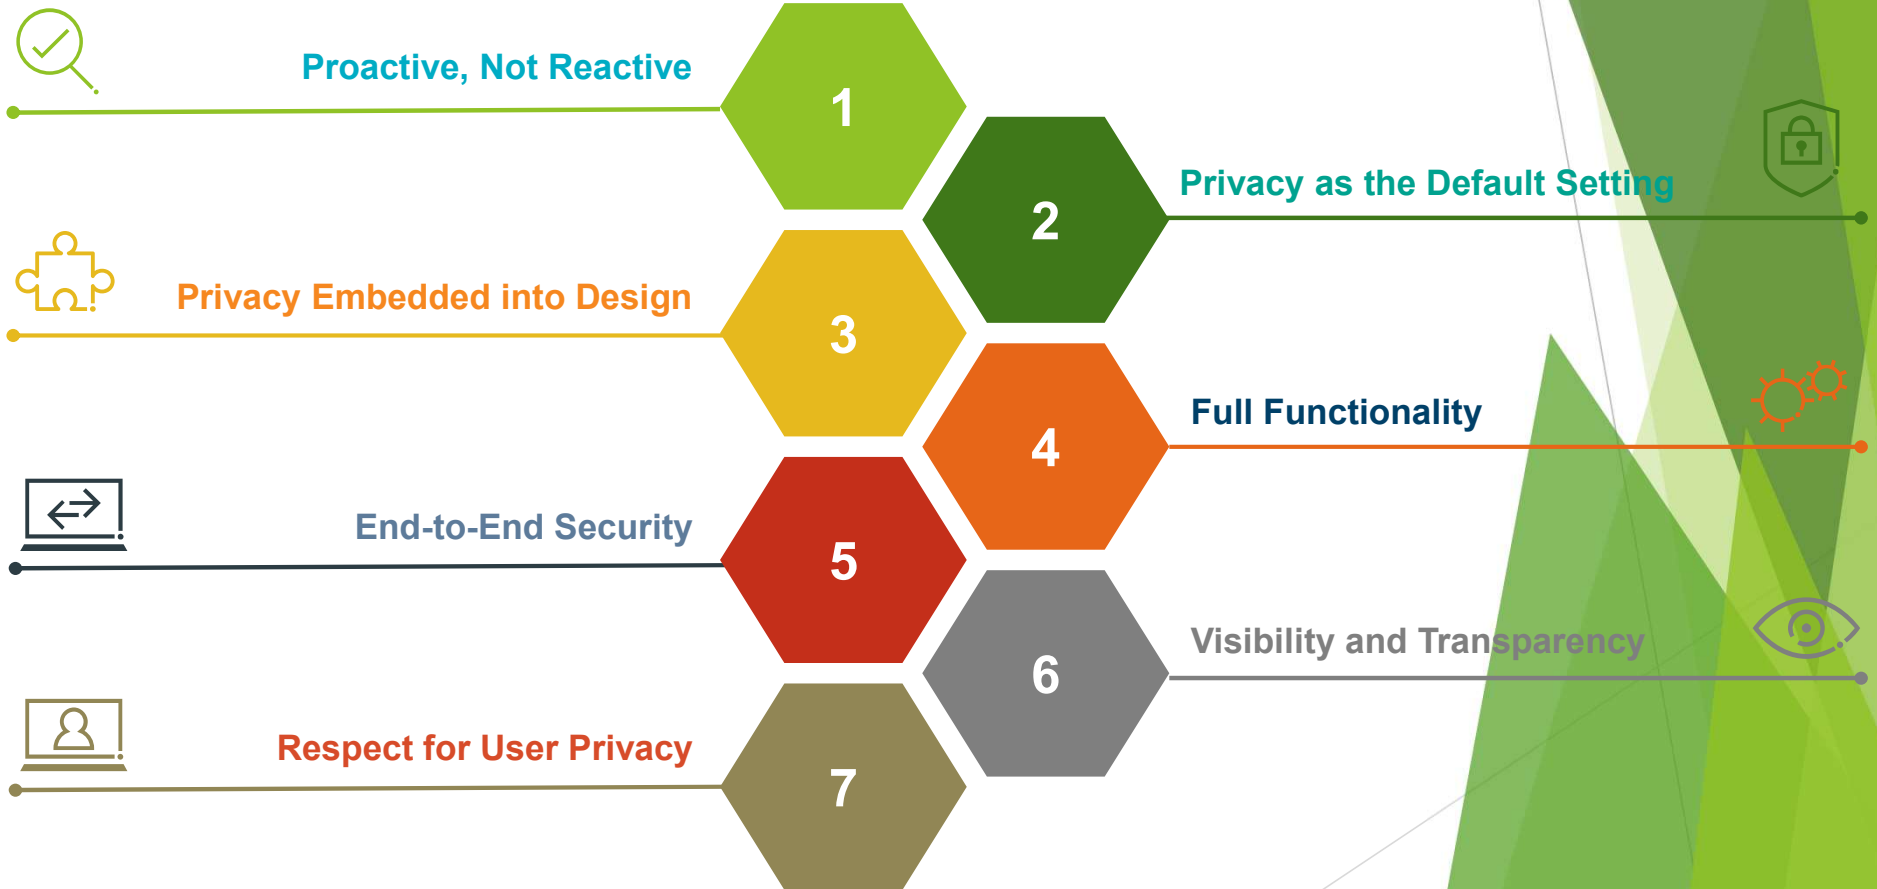 Proactive, Not Reactive
1
2
Privacy as the Default Setting
Privacy Embedded into Design
3
4
Full Functionality
End-to-End Security
5
6
Visibility and Transparency
Respect for User Privacy
7